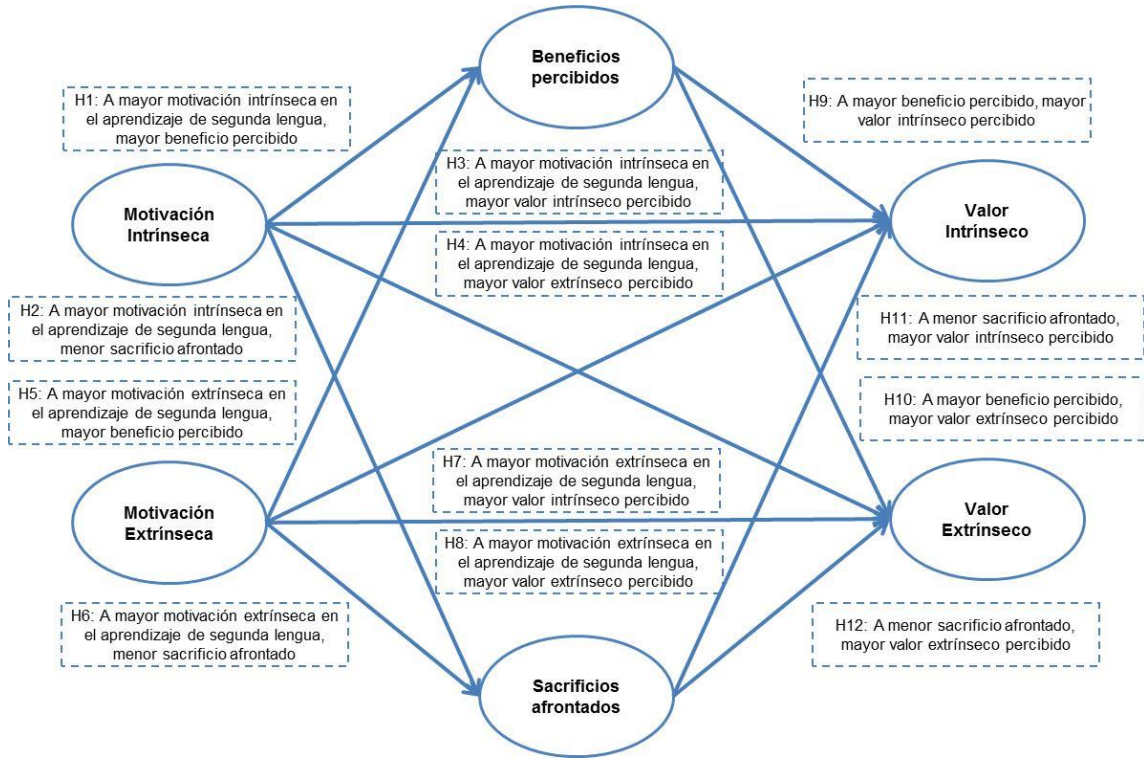 Beneficios
percibidos
H1: A mayor motivación intrínseca en
el aprendizaje de segunda lengua,
mayor beneficio percibido
H9: A mayor beneficio percibido, mayor
valor intrínseco percibido
H3: A mayor motivación intrínseca en
el aprendizaje de segunda lengua,
mayor valor intrínseco percibido
Motivación
Intrínseca
Valor
Intrínseco
H4: A mayor motivación intrínseca en
el aprendizaje de segunda lengua,
mayor valor extrínseco percibido
H2: A mayor motivación intrínseca en
el aprendizaje de segunda lengua,
menor sacrificio afrontado
H11: A menor sacrificio afrontado,
mayor valor intrínseco percibido
H5: A mayor motivación extrínseca en
el aprendizaje de segunda lengua,
mayor beneficio percibido
H10: A mayor beneficio percibido,
mayor valor extrínseco percibido
H7: A mayor motivación extrínseca en
el aprendizaje de segunda lengua,
mayor valor intrínseco percibido
Motivación
Extrínseca
Valor
Extrínseco
H8: A mayor motivación extrínseca en
el aprendizaje de segunda lengua,
mayor valor extrínseco percibido
H6: A mayor motivación extrínseca en
el aprendizaje de segunda lengua,
menor sacrificio afrontado
H12: A menor sacrificio afrontado,
mayor valor extrínseco percibido
Sacrificios
afrontados